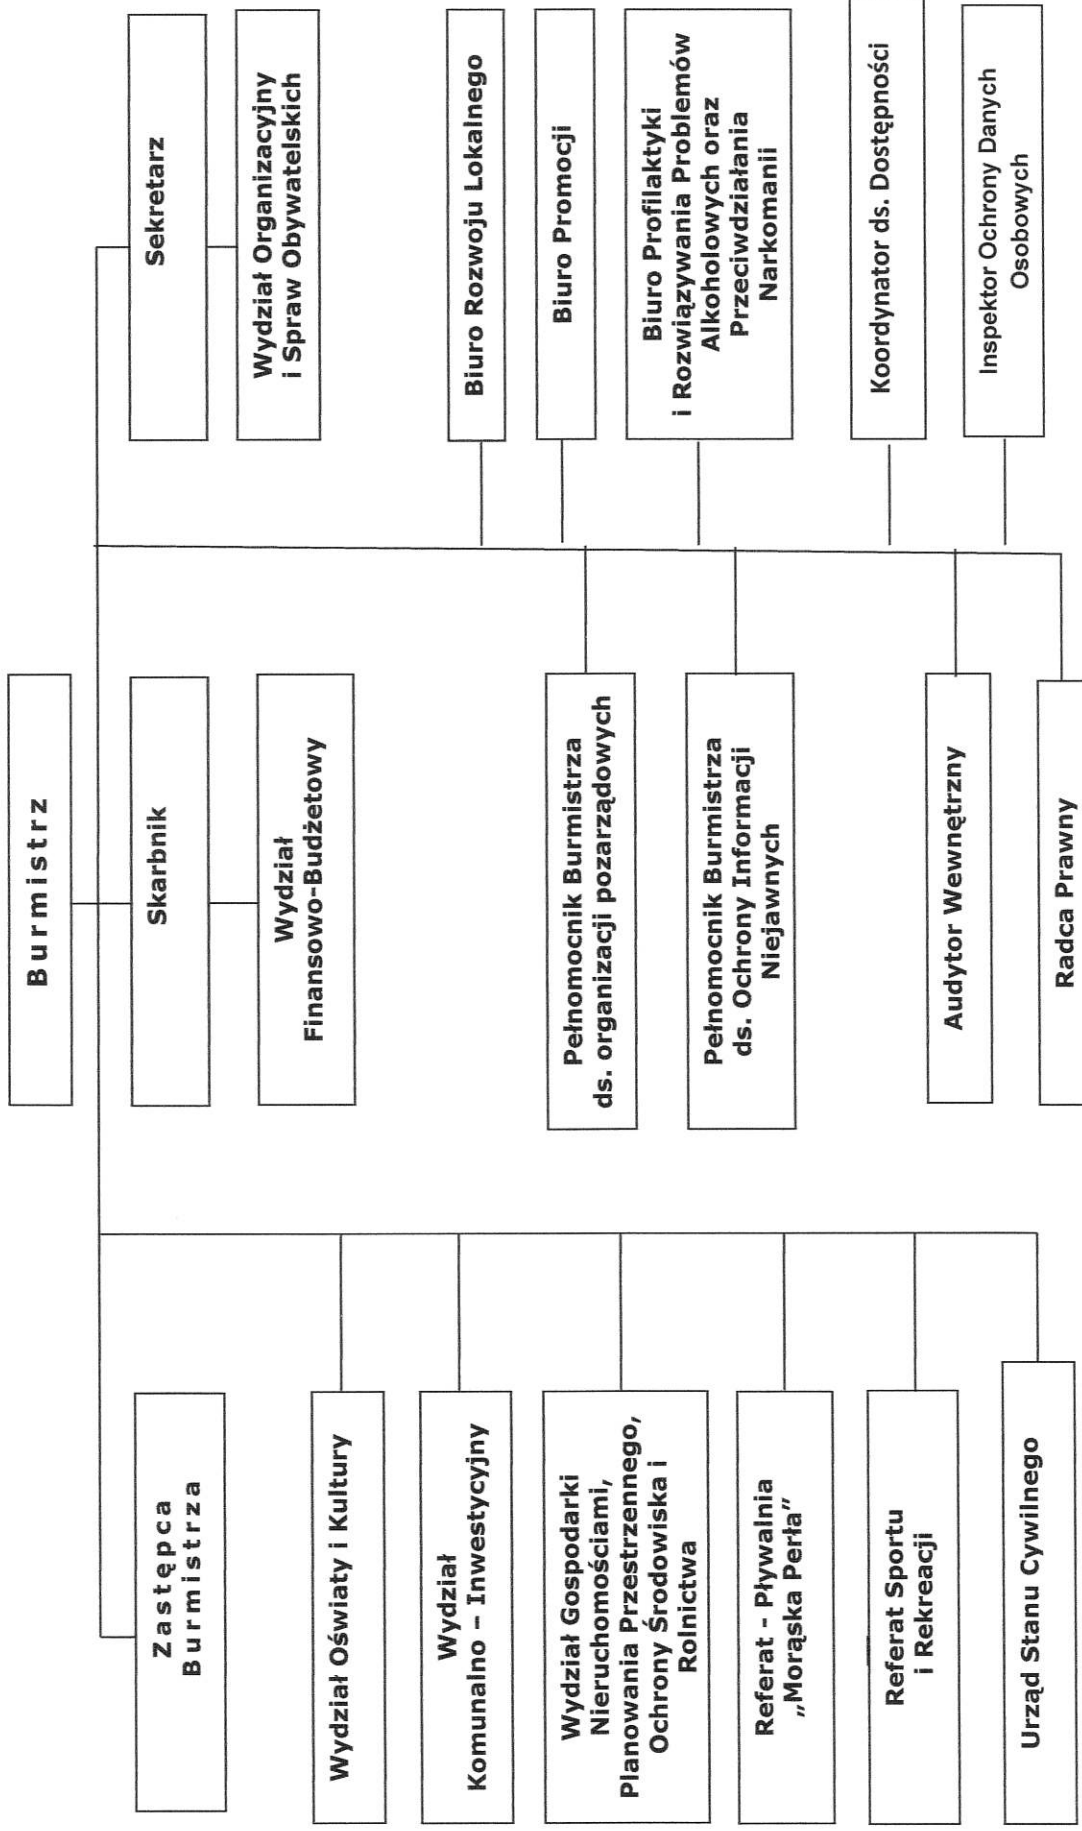 Burmistrz
Zastępca
Burmistrza
Skarbnik
Sekretarz
Wydział
Finansowo-Budżetowy
Wydział Organizacyjny
i Spraw Obywatelskich
Wydział Oświaty i Kultury
Wydział
Komunalno – Inwestycyjny
Wydział Gospodarki
Nieruchomościami,
Planowania Przestrzennego,
Ochrony Środowiska i
Rolnictwa
Referat - Pływalnia
„Morąska Perła”
Referat Sportu
i Rekreacji
Urząd Stanu Cywilnego
Pełnomocnik Burmistrza
ds. organizacji pozarządowych
Pełnomocnik Burmistrza
ds. Ochrony Informacji
Niejawnych
Audytor Wewnętrzny
Radca Prawny
Biuro Rozwoju Lokalnego
Biuro Promocji
Biuro Profilaktyki
i Rozwiązywania Problemów
Alkoholowych oraz
Przeciwdziałania
Narkomanii
Koordynator ds. Dostępności
Inspektor Ochrony Danych
Osobowych